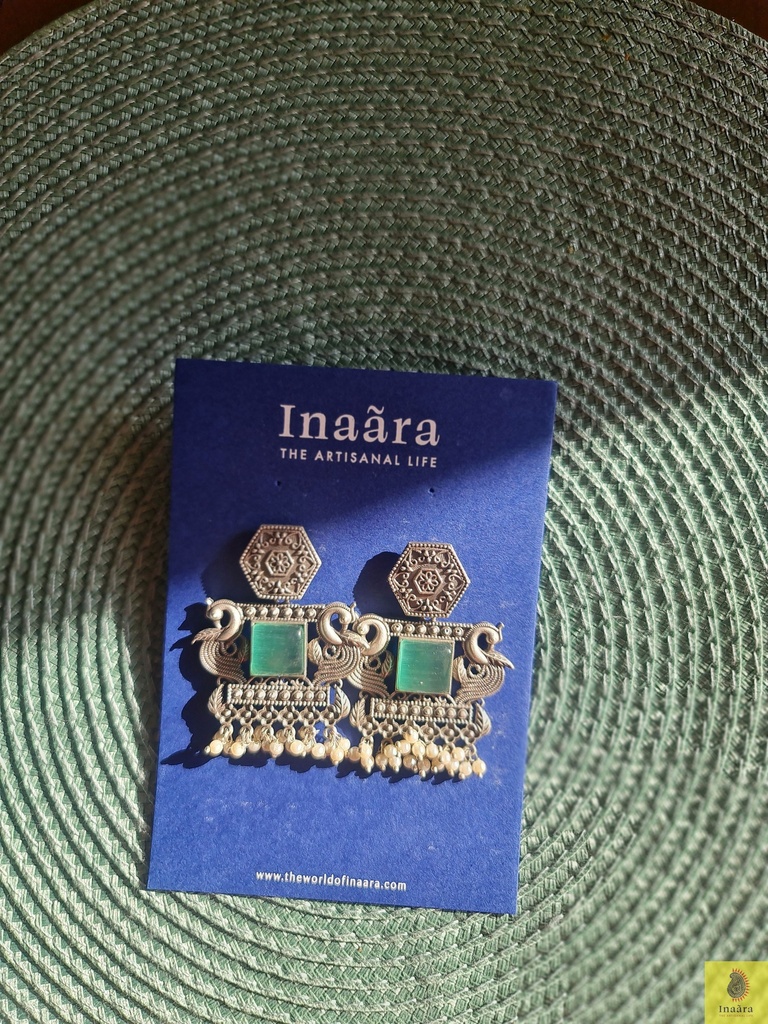 Inaãra
THE ARTISANAL LIFE
www.theworldofinaara.com
Inaãra